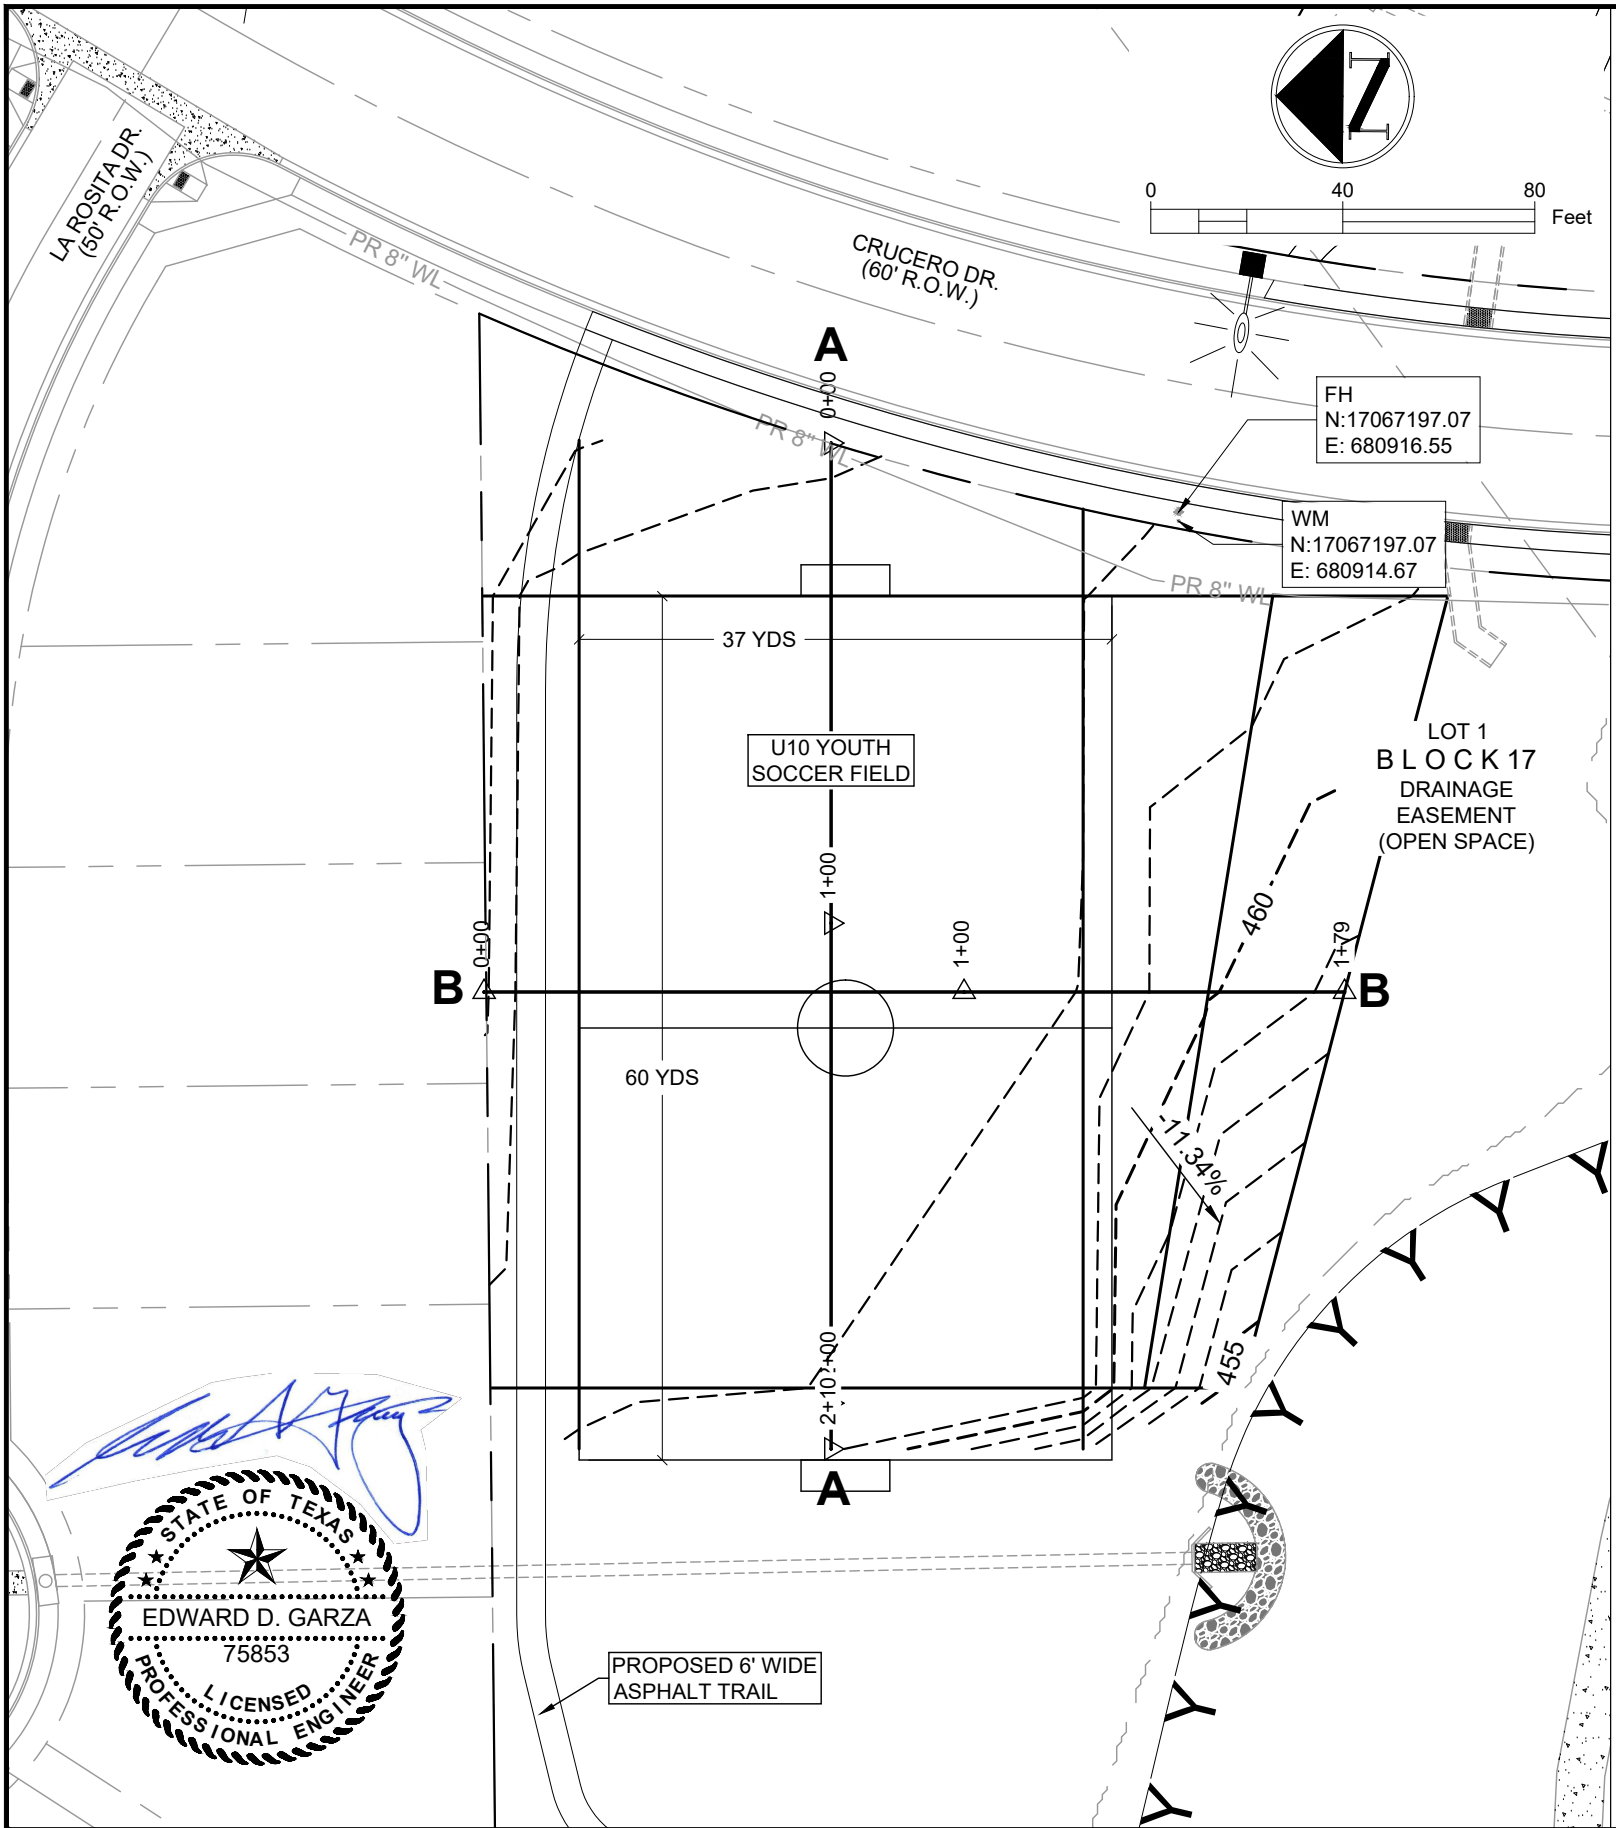 N
0 40 80
Feet
LA ROSITA DR.
(50' R.O.W.)
PR 8" WL
CRUCERO DR.
(60' R.O.W.)
A
0+00
PR 8" WL
FH
N:17067197.07
E: 680916.55
WM
N:17067197.07
E: 680914.67
PR 8" WL
37 YDS
U10 YOUTH
SOCCER FIELD
LOT 1
BLOCK 17
DRAINAGE
EASEMENT
(OPEN SPACE)
1+00
460
B
0+00
1+00
1+79
B
60 YDS
-11.34%
455
2+10
A
STATE OF TEXAS
EDWARD D. GARZA
75853
LICENSED
PROFESSIONAL ENGINEER
PROPOSED 6' WIDE
ASPHALT TRAIL